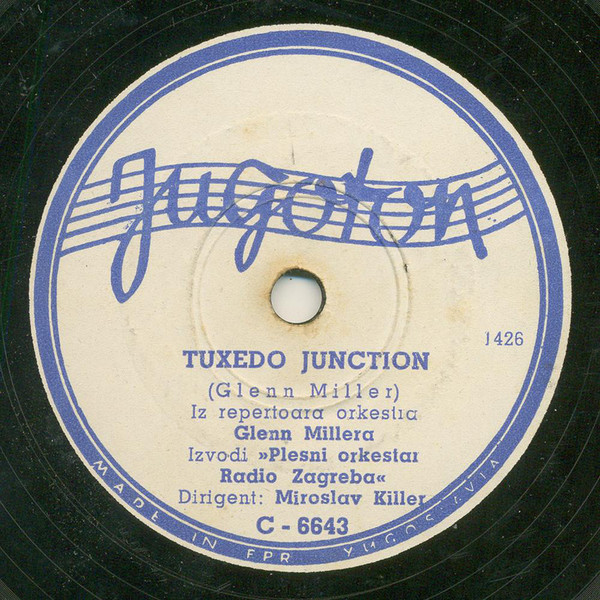 Jugoton
TUXEDO JUNCTION
J 426
(Glenn Miller)
Iz repertoara orkestra
Glenn Millera
Izvodi »Plesni orkestar
Radio Zagreba«
Dirigent: Miroslav Killer
C - 6643
MADE IN FPR YUGOSLAVIA